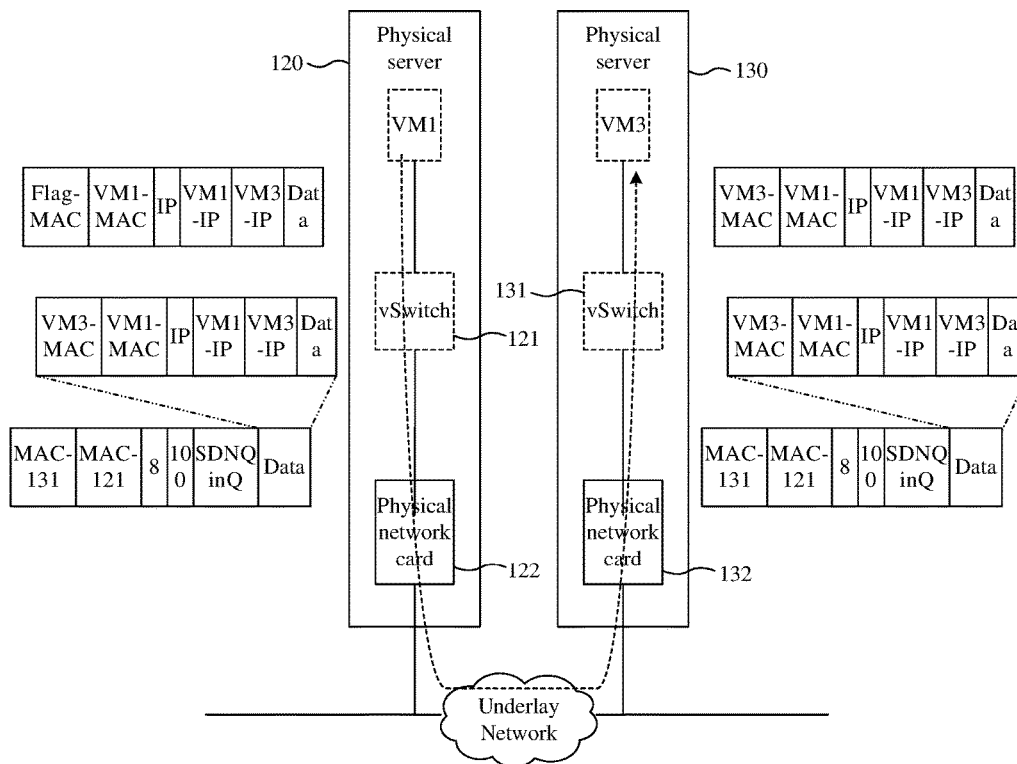 Physical
server
120
VM1
Physical
server
130
VM3
Flag-
MAC
VM1-
MAC
IP
VM1
-IP
VM3
-IP
Dat
a
VM3-
MAC
VM1-
MAC
IP
VM1
-IP
VM3
-IP
Dat
a
vSwitch
121
131
vSwitch
VM3-
MAC
VM1-
MAC
IP
VM1
-IP
VM3
-IP
Dat
a
VM3-
MAC
VM1-
MAC
IP
VM1
-IP
VM3
-IP
Dat
a
MAC-
131
MAC-
121
8
10
0
SDNQ
inQ
Data
MAC-
131
MAC-
121
8
10
0
SDNQ
inQ
Data
Physical
network
card
122
Physical
network
card
132
Underlay
Network